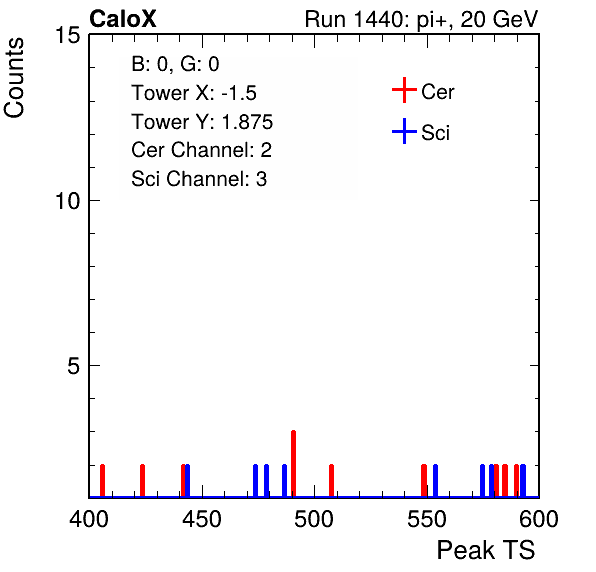 CaloX Run 1440: pi+, 20 GeV
Counts
15
B: 0, G: 0
Tower X: -1.5
Tower Y: 1.875
Cer Channel: 2
Sci Channel: 3
Cer
Sci
10
5
400 450 500 550 600
Peak TS